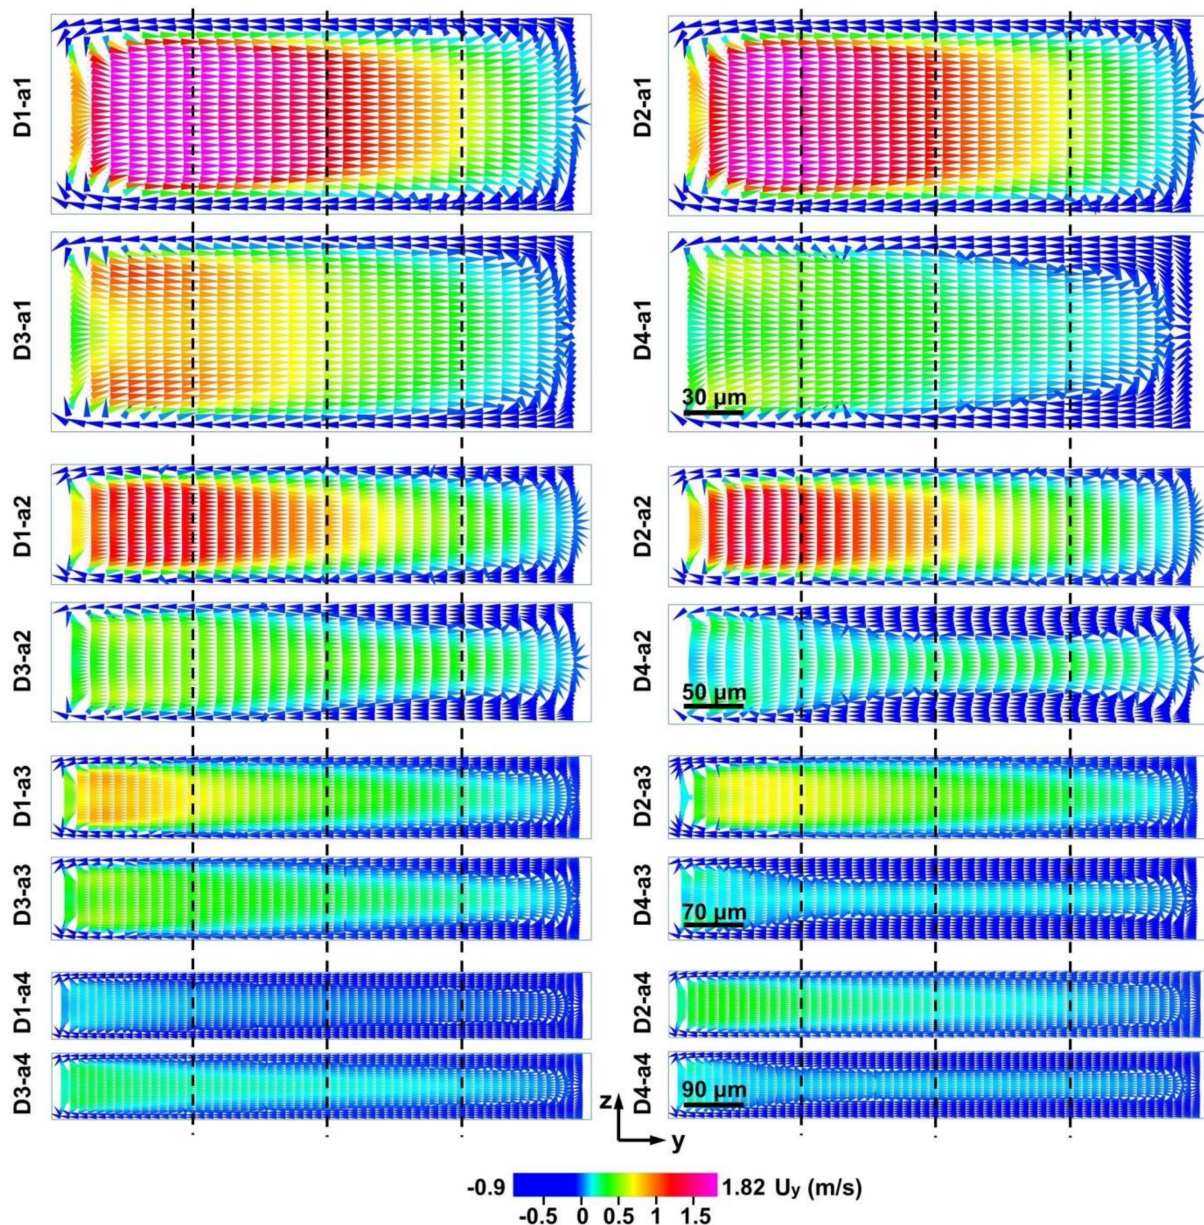 D1-a1
D2-a1
D3-a1
D4-a1
30 µm
D1-a2
D2-a2
D3-a2
D4-a2
50 µm
D1-a3
D2-a3
D3-a3
D4-a3
70 µm
D1-a4
D2-a4
D3-a4
D4-a4
90 µm
z
y
-0.9 1.82 Uy (m/s)
-0.5 0 0.5 1 1.5